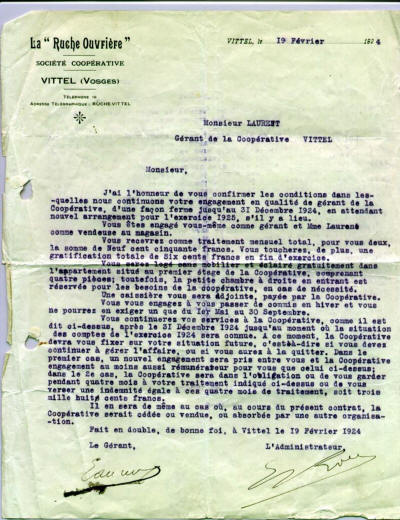 La "Ruche Ouvrière"
SOCIÉTÉ COOPÉRATIVE
VITTEL (Vosges)
TÉLÉPHONE 18
ADRESSE TÉLÉGRAPHIQUE: RUCHE-VITTEL
VITTEL, le 19 Février 1924
Monsieur LAURENT
Gérant de la Coopérative VITTEL
Monsieur,
J'ai l'honneur de vous confirmer les conditions dans les-
-quelles nous continuons votre engagement en qualité de gérant de la
Coopérative, d'une façon ferme jusqu'au 31 Décembre 1924, en attendant
nouvel arrangement pour l'exercice 1925, s'il y a lieu.
Vous êtes engagé vous-même comme gérant et Mme Laurent
comme vendeuse au magasin.
Vous recevrez comme traitement mensuel total, pour vous deux,
la somme de Neuf cent cinquante francs. Vous toucherez, de plus, une
gratification totale de Six cents francs en fin d'exercice.
Vous serez logé avec mobilier et éclairé gratuitement dans
l'appartement situé au premier étage de la Coopérative, comprenant
quatre pièces; toutefois, la petite chambre à droite en entrant est
réservée pour les besoins de la coopérative, en cas de nécessité.
Une caissière vous sera adjointe, payée par la Coopérative.
Vous vous engagez à vous passer de commis en hiver et vous
ne pourrez en exiger un que du 1er Mai au 30 Septembre.
Vous continuerez vos services à la Coopérative, comme il est
dit ci-dessus, après le 31 Décembre 1924 jusqu'au moment où la situation
des comptes de l'exercice 1924 sera connue. A ce moment, la Coopérative
devra vous fixer sur votre situation future, c'est-à-dire si vous devez
continuer à gérer l'affaire, ou si vous aurez à la quitter. Dans le
premier cas, un nouvel engagement sera pris entre vous et la Coopérative
engagement au moins aussi rémunérateur pour vous que celui ci-dessus;
dans le 2e cas, la Coopérative sera dans l'obligation ou de vous garder
pendant quatre mois à votre traitement indiqué ci-dessus ou de vous
verser une indemnité égale à ces quatre mois de traitement, soit trois
mille huit cents francs.
Il en sera de même au cas où, au cours du présent contrat, la
Coopérative serait cédée ou vendue, ou absorbée par une autre organisa-
-tion.
Fait en double, de bonne foi, à Vittel le 19 Février 1924
Le Gérant, L'Administrateur,